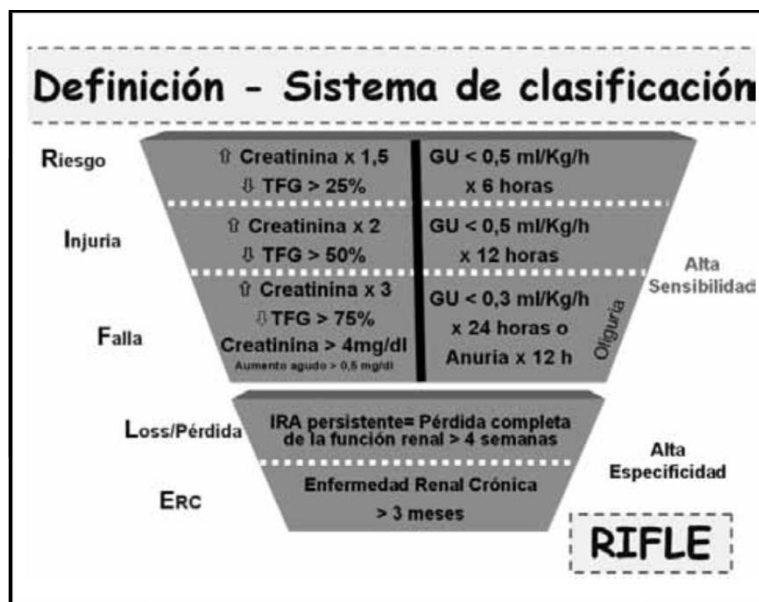 Definición - Sistema de clasificación
Riesgo
⇧ Creatinina x 1,5
⇩ TFG > 25%
GU < 0,5 ml/Kg/h
x 6 horas
Injuria
⇧ Creatinina x 2
⇩ TFG > 50%
GU < 0,5 ml/Kg/h
x 12 horas
Alta
Sensibilidad
Falla
⇧ Creatinina x 3
⇩TFG > 75%
Creatinina > 4mg/dl
Aumento agudo > 0,5 mg/dl
GU < 0,3 ml/Kg/h
x 24 horas o
Anuria x 12 h
Oliguria
Loss/Pérdida
IRA persistente= Pérdida completa
de la función renal > 4 semanas
Alta
Especificidad
ERC
Enfermedad Renal Crónica
> 3 meses
RIFLE